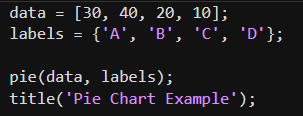 data = [30, 40, 20, 10];
labels = {'A', 'B', 'C', 'D'};
pie(data, labels);
title('Pie Chart Example');